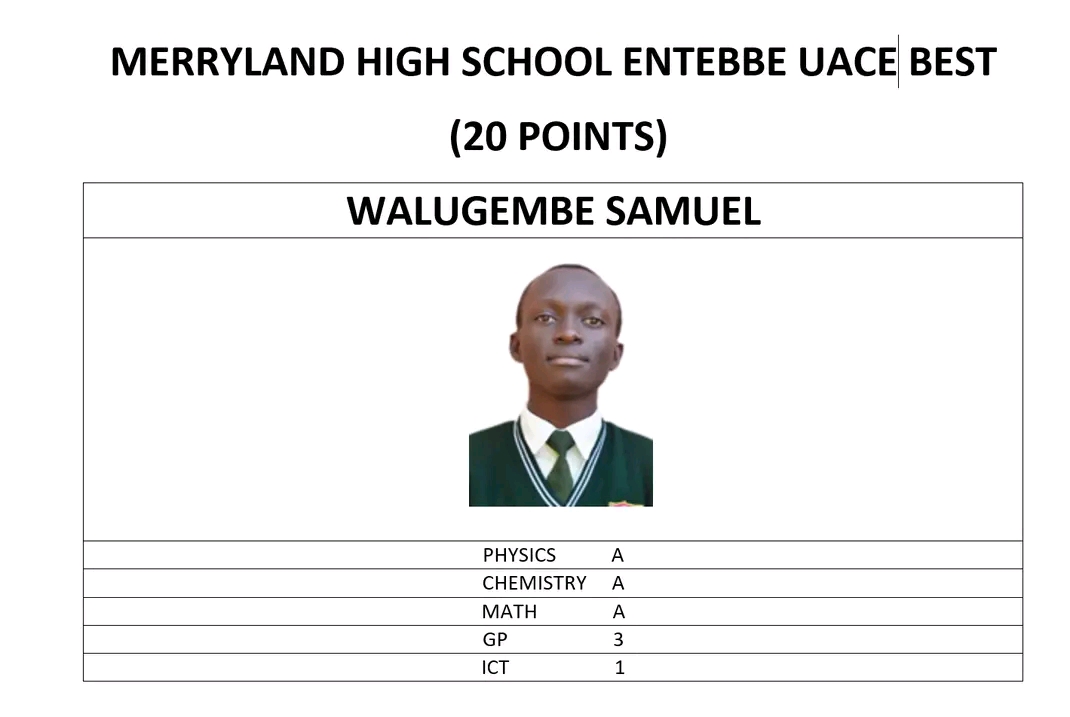 MERRYLAND HIGH SCHOOL ENTEBBE UACE BEST
(20 POINTS)
WALUGEMBE SAMUEL
PHYSICS A
CHEMISTRY A
MATH A
GP 3
ICT 1